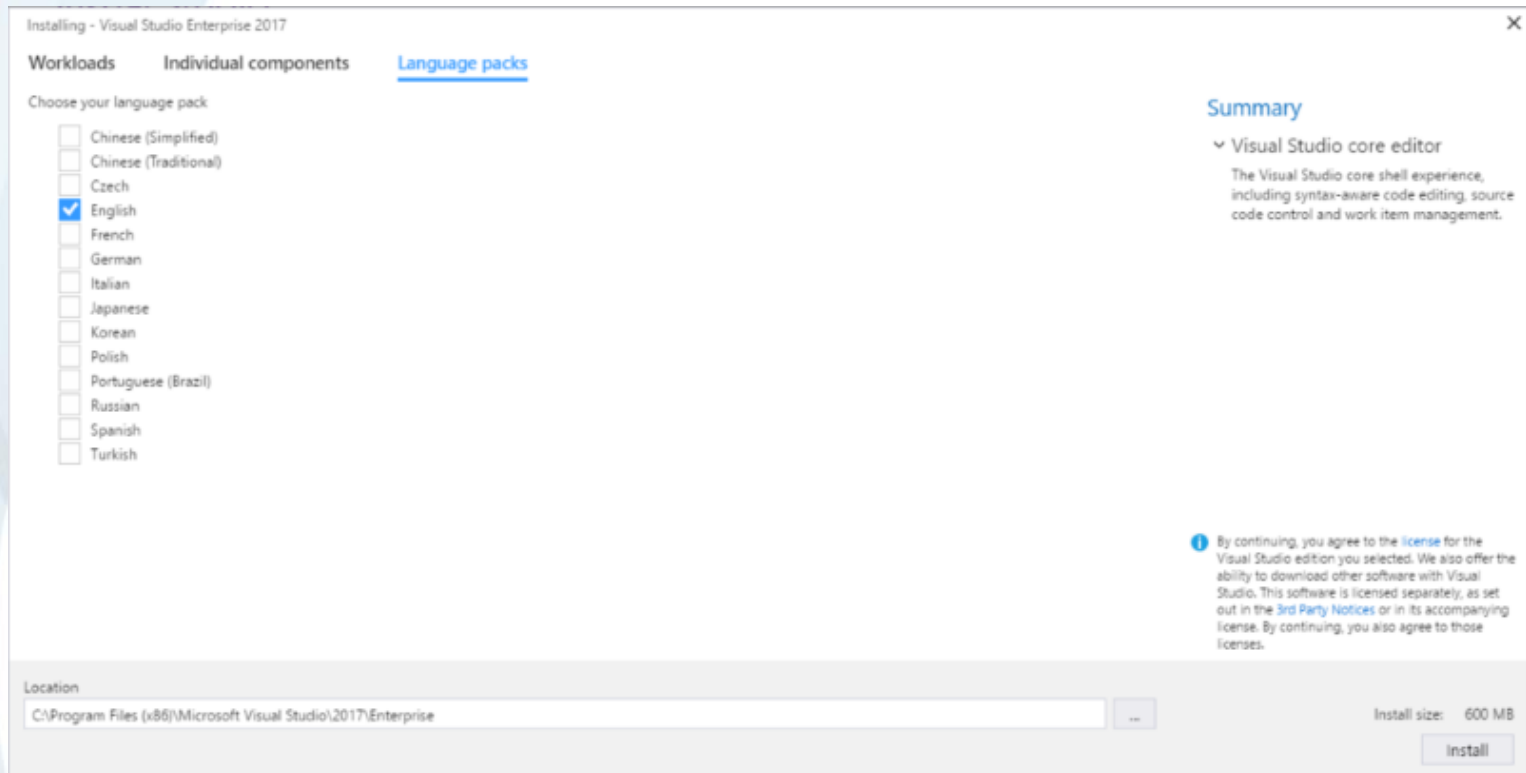 Installing - Visual Studio Enterprise 2017
Workloads Individual components Language packs
Choose your language pack
Chinese (Simplified)
Chinese (Traditional)
Czech
English
French
German
Italian
Japanese
Korean
Polish
Portuguese (Brazil)
Russian
Spanish
Turkish
Summary
Visual Studio core editor
The Visual Studio core shell experience,
including syntax-aware code editing, source
code control and work item management.
By continuing, you agree to the license for the
Visual Studio edition you selected. We also offer the
ability to download other software with Visual
Studio. This software is licensed separately, as set
out in the 3rd Party Notices or in its accompanying
license. By continuing, you also agree to those
licenses.
Location
C:\Program Files (x86)\Microsoft Visual Studio\2017\Enterprise
...
Install size: 600 MB
Install